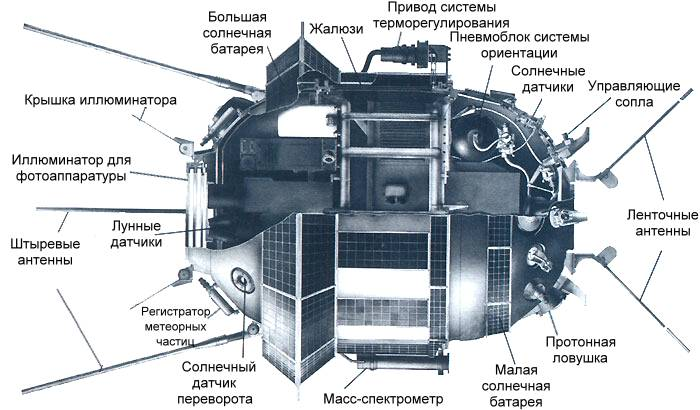 Большая
солнечная
батарея
Жалюзи
Привод системы
терморегулирования
Пневмоблок системы
ориентации
Солнечные
датчики
Управляющие
сопла
Крышка иллюминатора
Иллюминатор для
фотоаппаратуры
Лунные
датчики
Штыревые
антенны
Ленточные
антенны
Регистратор
метеорных
частиц
Солнечный
датчик
переворота
Масс-спектрометр
Малая
солнечная
батарея
Протонная
ловушка